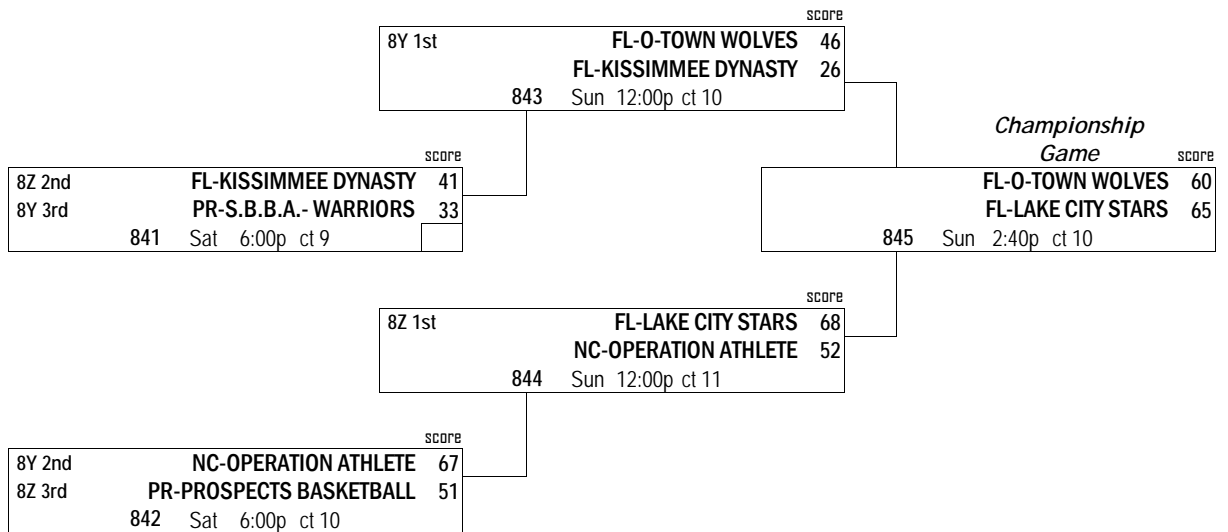 score
8Y 1st FL-O-TOWN WOLVES 46
FL-KISSIMMEE DYNASTY 26
843 Sun 12:00p ct 10
score
8Z 2nd FL-KISSIMMEE DYNASTY 41
8Y 3rd PR-S.B.B.A.- WARRIORS 33
841 Sat 6:00p ct 9
Championship
Game score
FL-O-TOWN WOLVES 60
FL-LAKE CITY STARS 65
845 Sun 2:40p ct 10
score
8Z 1st FL-LAKE CITY STARS 68
NC-OPERATION ATHLETE 52
844 Sun 12:00p ct 11
score
8Y 2nd NC-OPERATION ATHLETE 67
8Z 3rd PR-PROSPECTS BASKETBALL 51
842 Sat 6:00p ct 10